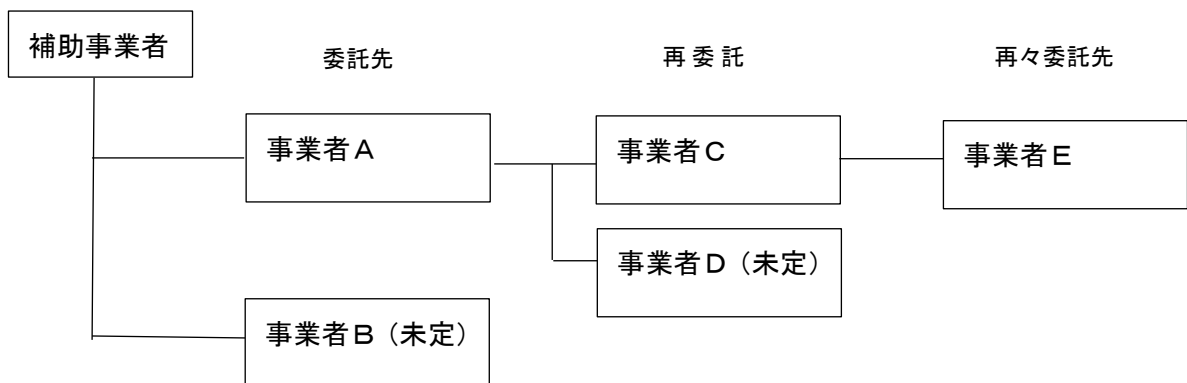 補助事業者
委託先
再委託
再々委託先
事業者A
事業者C
事業者E
事業者D（未定）
事業者B（未定）